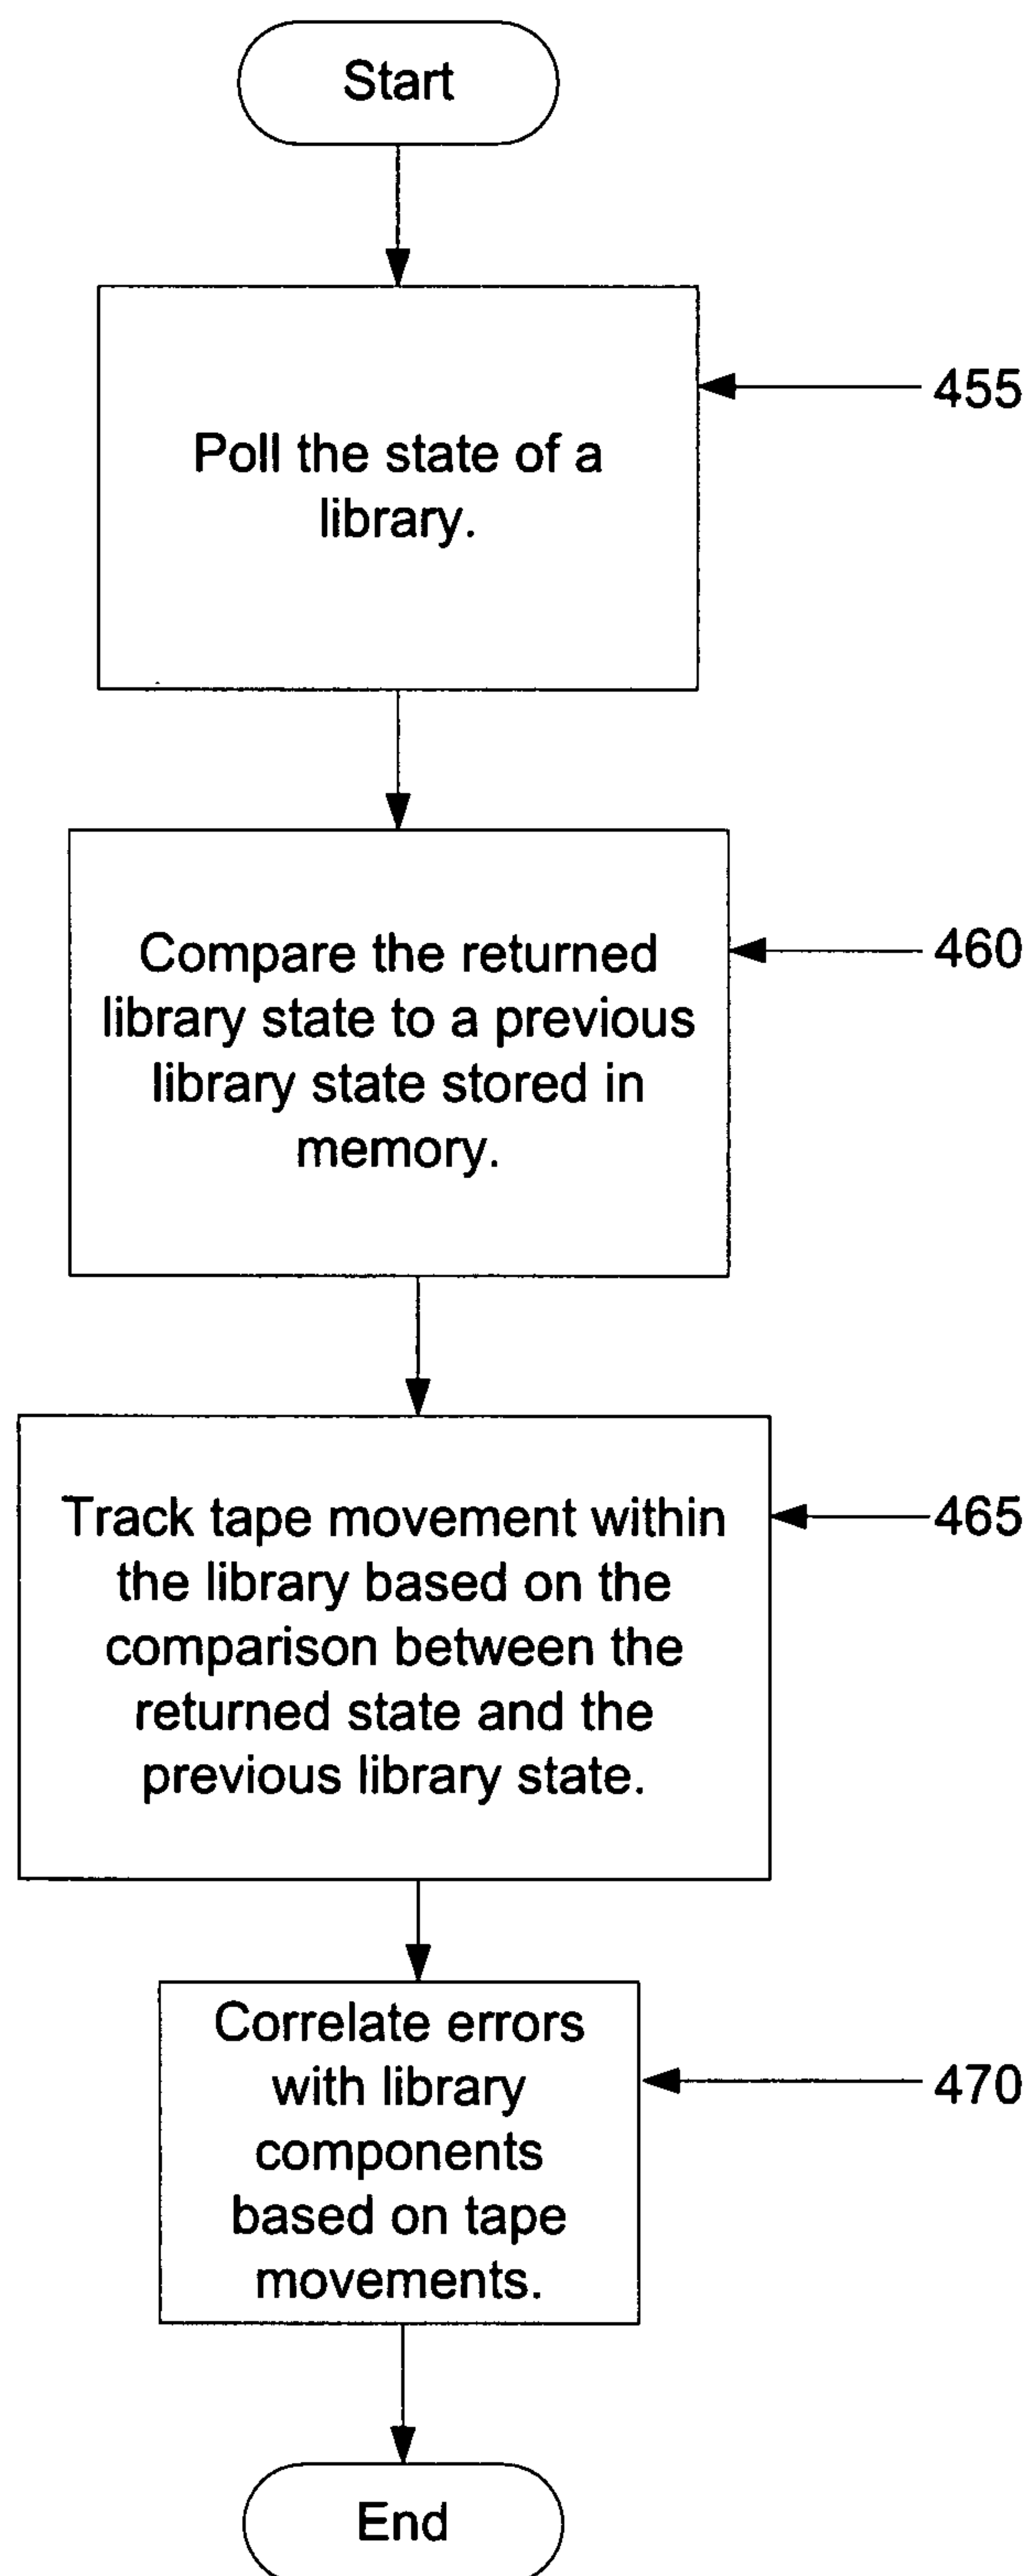 Start
Poll the state of a
library.
455
Compare the returned
library state to a previous
library state stored in
memory.
460
Track tape movement within
the library based on the
comparison between the
returned state and the
previous library state.
465
Correlate errors
with library
components
based on tape
movements.
470
End